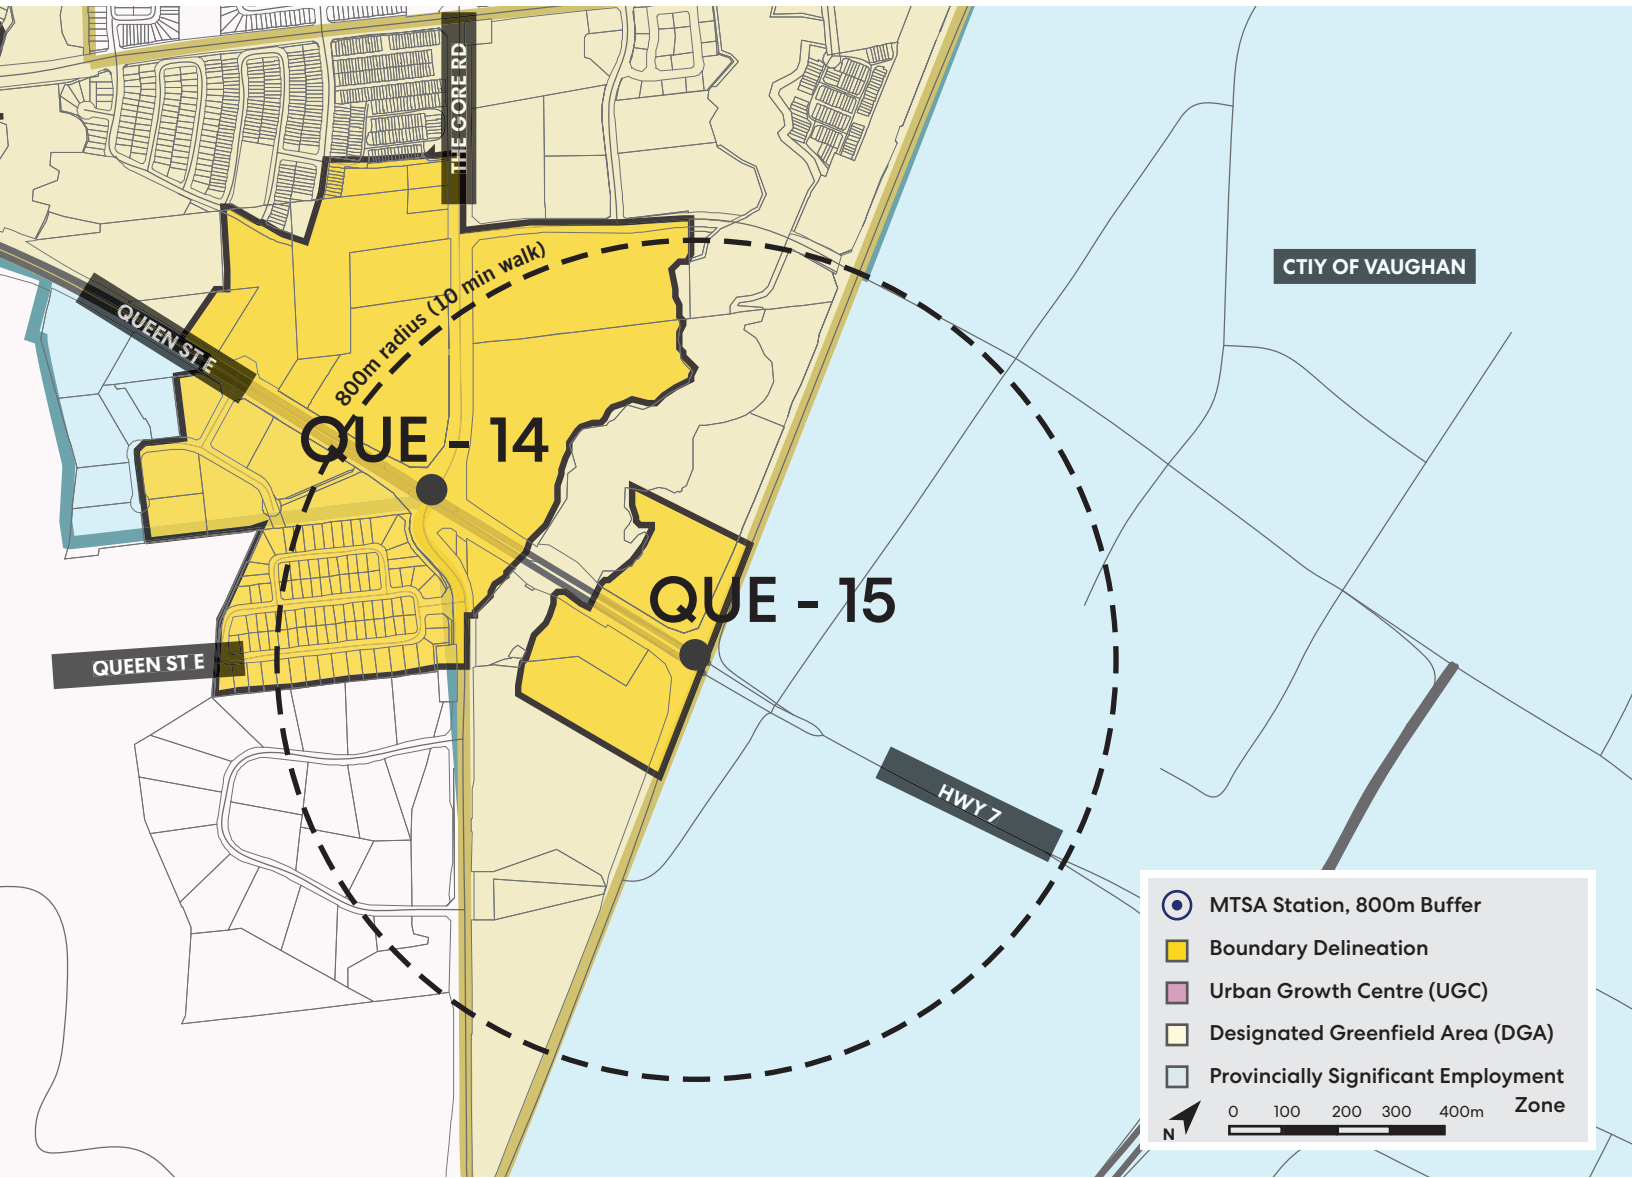 THE GORE RD
CTIY OF VAUGHAN
800m radius (10 min walk)
QUEEN ST E
QUE - 14
QUE - 15
QUEEN ST E
HWY 7
MTSA Station, 800m Buffer
Boundary Delineation
Urban Growth Centre (UGC)
Designated Greenfield Area (DGA)
Provincially Significant Employment
Zone
0 100 200 300 400m
N